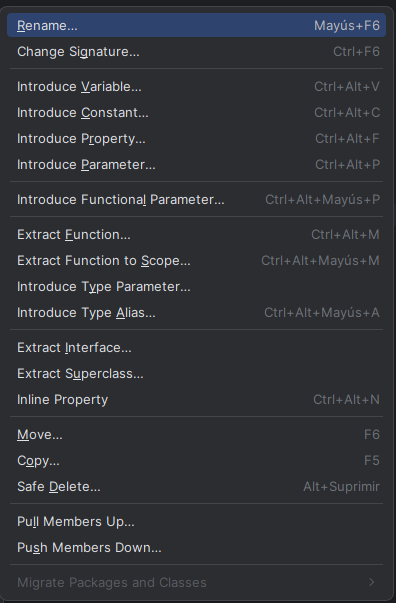 Rename... Mayús+F6
Change Signature... Ctrl+F6
Introduce Variable... Ctrl+Alt+V
Introduce Constant... Ctrl+Alt+C
Introduce Property... Ctrl+Alt+F
Introduce Parameter... Ctrl+Alt+P
Introduce Functional Parameter... Ctrl+Alt+Mayús+P
Extract Function... Ctrl+Alt+M
Extract Function to Scope... Ctrl+Alt+Mayús+M
Introduce Type Parameter...
Introduce Type Alias... Ctrl+Alt+Mayús+A
Extract Interface...
Extract Superclass...
Inline Property Ctrl+Alt+N
Move... F6
Copy... F5
Safe Delete... Alt+Suprimir
Pull Members Up...
Push Members Down...
Migrate Packages and Classes